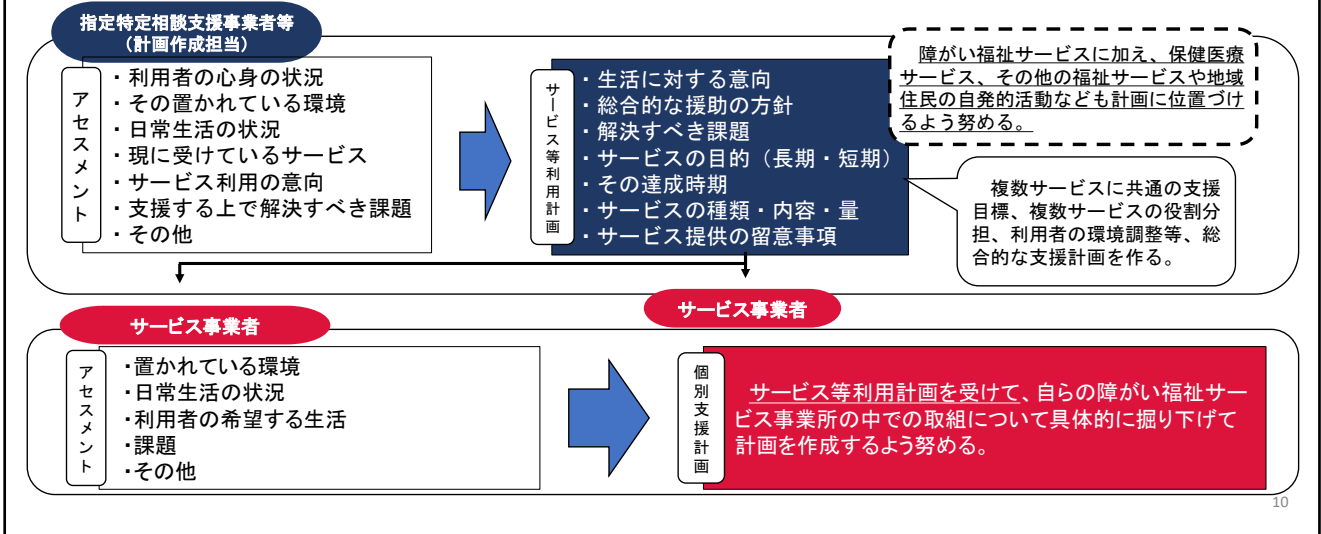 指定特定相談支援事業者等
(計画作成担当)
アセスメント
・利用者の心身の状況
・その置かれている環境
・日常生活の状況
・現に受けているサービス
・サービス利用の意向
・支援する上で解決すべき課題
・その他
サービス等利用計画
・生活に対する意向
・総合的な援助の方針
・解決すべき課題
・サービスの目的（長期・短期）
・その達成時期
・サービスの種類・内容・量
・サービス提供の留意事項
障がい福祉サービスに加え、保健医療
サービス、その他の福祉サービスや地域
住民の自発的活動なども計画に位置づけ
るよう努める。
複数サービスに共通の支援
目標、複数サービスの役割分
担、利用者の環境調整等、総
合的な支援計画を作る。
サービス事業者
アセスメント
・置かれている環境
・日常生活の状況
・利用者の希望する生活
・課題
・その他
サービス事業者
個別支援計画
サービス等利用計画を受けて、自らの障がい福祉サー
ビス事業所の中での取組について具体的に掘り下げて
計画を作成するよう努める。
10